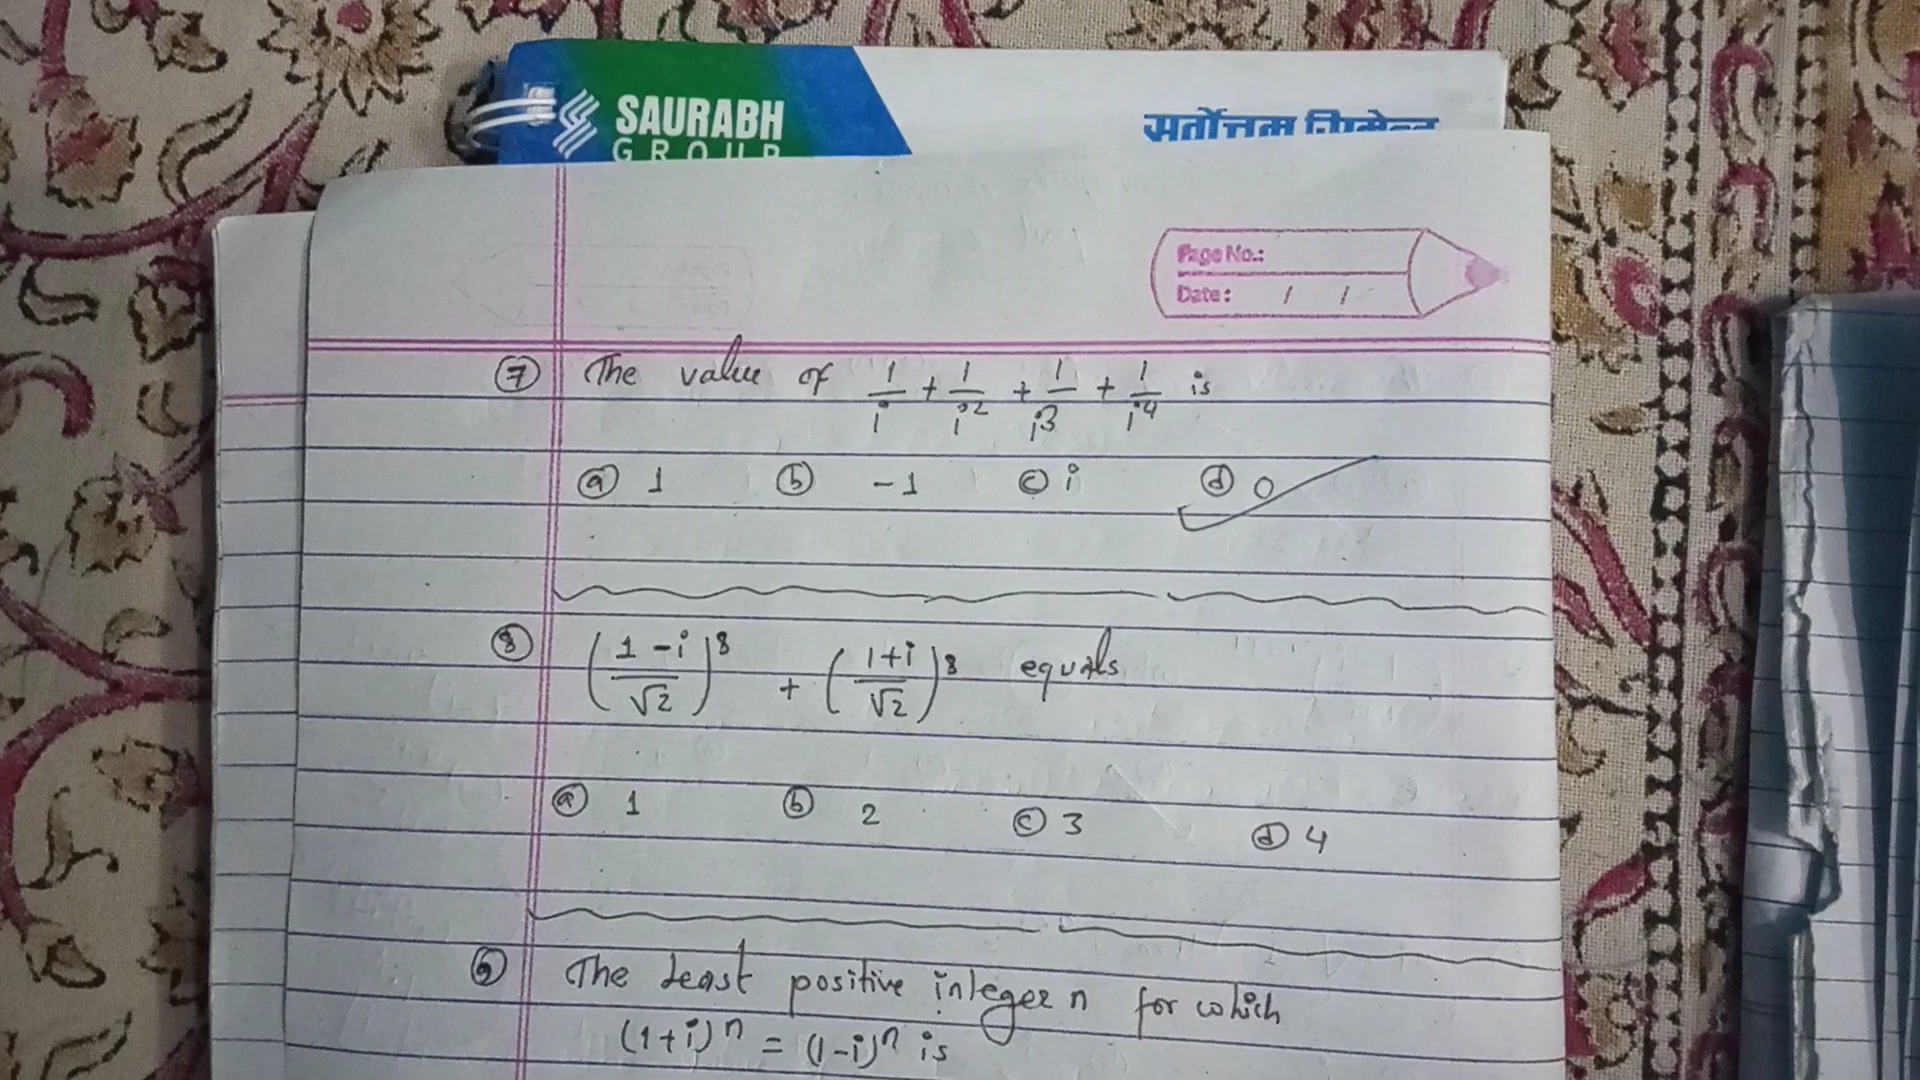 SAURABH
GROUP
सर्वोत्तम सिमेन्ट
Page No.:
Date: / /
⑦ The value of 1/i + 1/i² + 1/i³ + 1/i⁴ is
ⓐ 1 ⓑ -1 ⓒ i ⓓ 0
⑧ ((1-i)/√2)⁸ + ((1+i)/√2)⁸ equals
ⓐ 1 ⓑ 2 ⓒ 3 ⓓ 4
⑨ The least positive integer n for which
(1+i)ⁿ = (1-i)ⁿ is